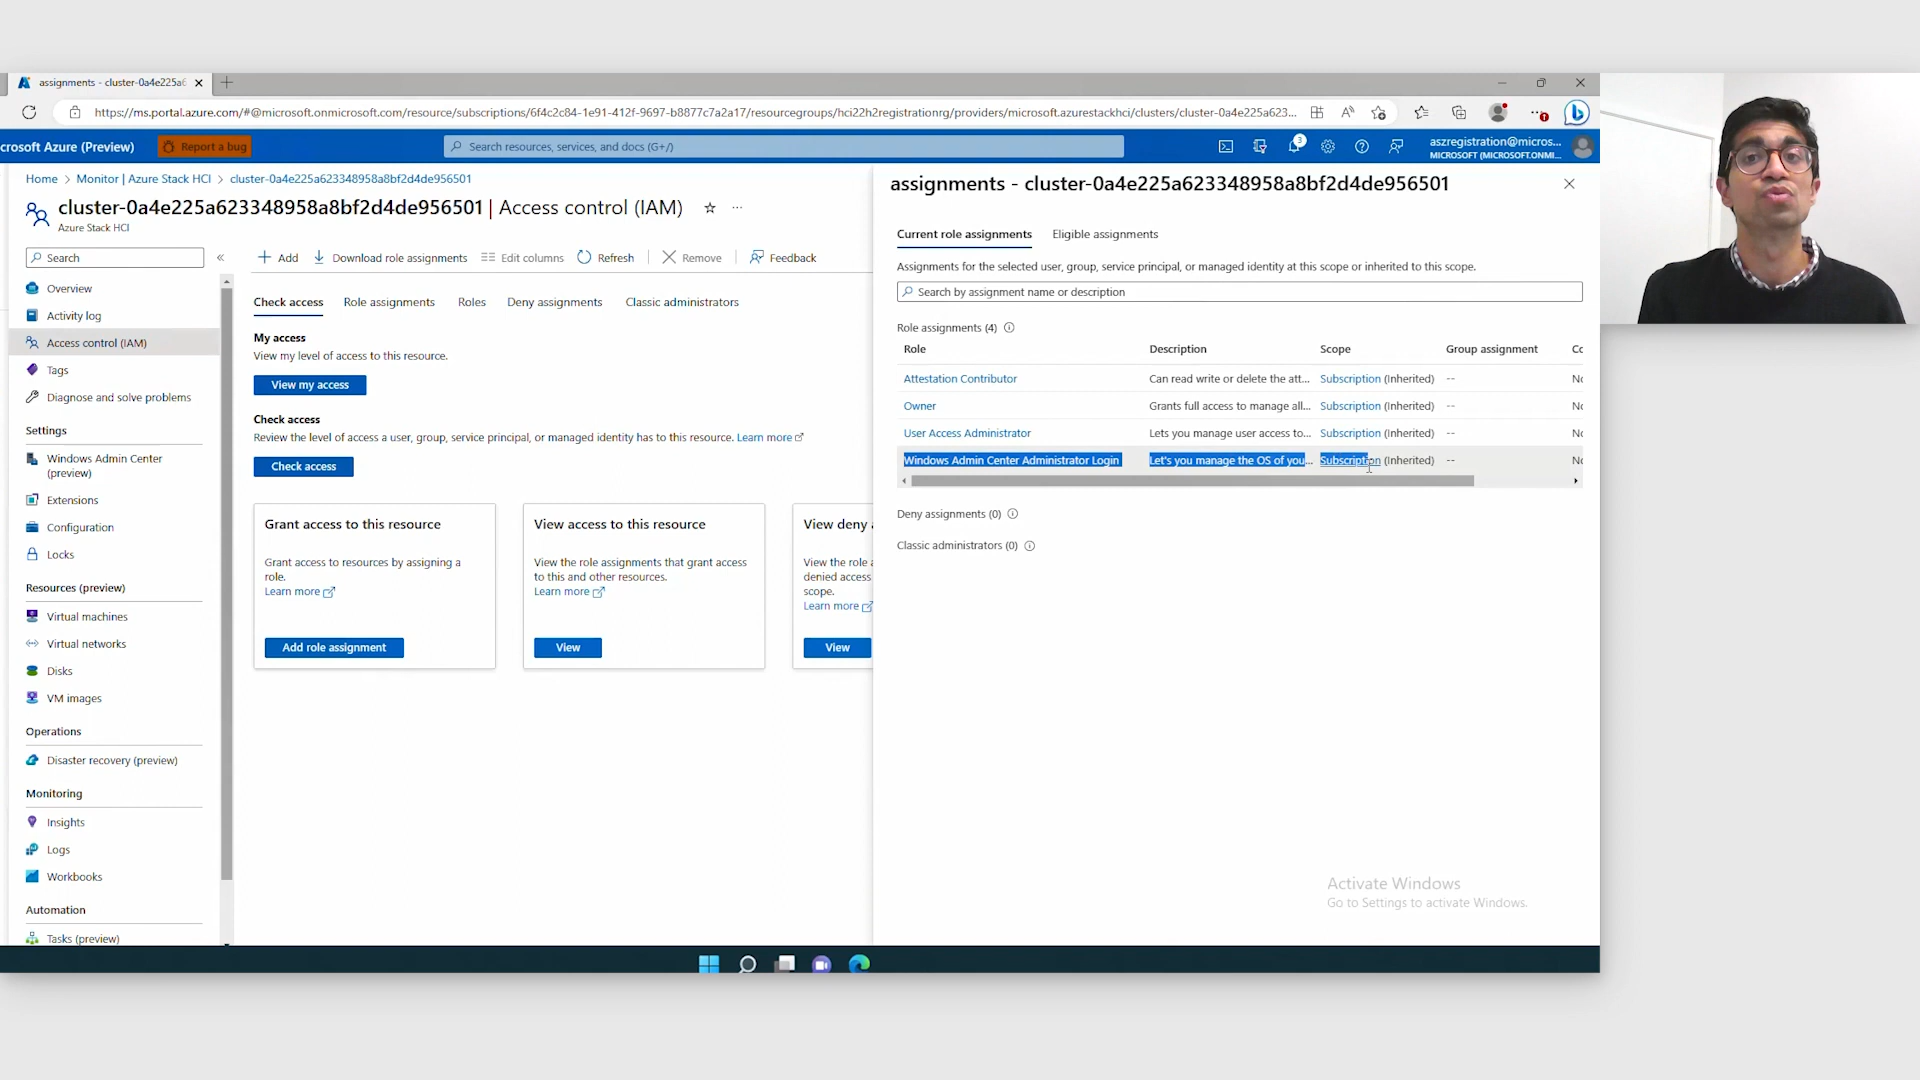 assignments - cluster-0a4e225a6
https://ms.portal.azure.com/#@microsoft.onmicrosoft.com/resource/subscriptions/6f4c2c84-1e91-412f-9697-b8877c7a2a17/resourcegroups/hci22h2registrationrg/providers/microsoft.azurestackhci/clusters/cluster-0a4e225a623...
crosoft Azure (Preview)
Report a bug
Search resources, services, and docs (G+/)
3
aszregistration@micros...
MICROSOFT (MICROSOFT.ONMI...
Home > Monitor | Azure Stack HCI > cluster-0a4e225a623348958a8bf2d4de956501
cluster-0a4e225a623348958a8bf2d4de956501 | Access control (IAM)
Azure Stack HCI
Search
Add
Download role assignments
Edit columns
Refresh
Remove
Feedback
Overview
Activity log
Access control (IAM)
Tags
Diagnose and solve problems
Settings
Windows Admin Center
(preview)
Extensions
Configuration
Locks
Resources (preview)
Virtual machines
Virtual networks
Disks
VM images
Operations
Disaster recovery (preview)
Monitoring
Insights
Logs
Workbooks
Automation
Tasks (preview)
Check access
Role assignments
Roles
Deny assignments
Classic administrators
My access
View my level of access to this resource.
View my access
Check access
Review the level of access a user, group, service principal, or managed identity has to this resource. Learn more
Check access
Grant access to this resource
Grant access to resources by assigning a
role.
Learn more
Add role assignment
View access to this resource
View the role assignments that grant access
to this and other resources.
Learn more
View
View deny
View the role
denied access
scope.
Learn more
View
assignments - cluster-0a4e225a623348958a8bf2d4de956501
Current role assignments
Eligible assignments
Assignments for the selected user, group, service principal, or managed identity at this scope or inherited to this scope.
Search by assignment name or description
Role assignments (4)
Role Description Scope Group assignment Cc
Attestation Contributor Can read write or delete the att... Subscription (Inherited) -- Nc
Owner Grants full access to manage all... Subscription (Inherited) -- Nc
User Access Administrator Lets you manage user access to... Subscription (Inherited) -- Nc
Windows Admin Center Administrator Login Let's you manage the OS of you... Subscription (Inherited) -- Nc
Deny assignments (0)
Classic administrators (0)
Activate Windows
Go to Settings to activate Windows.